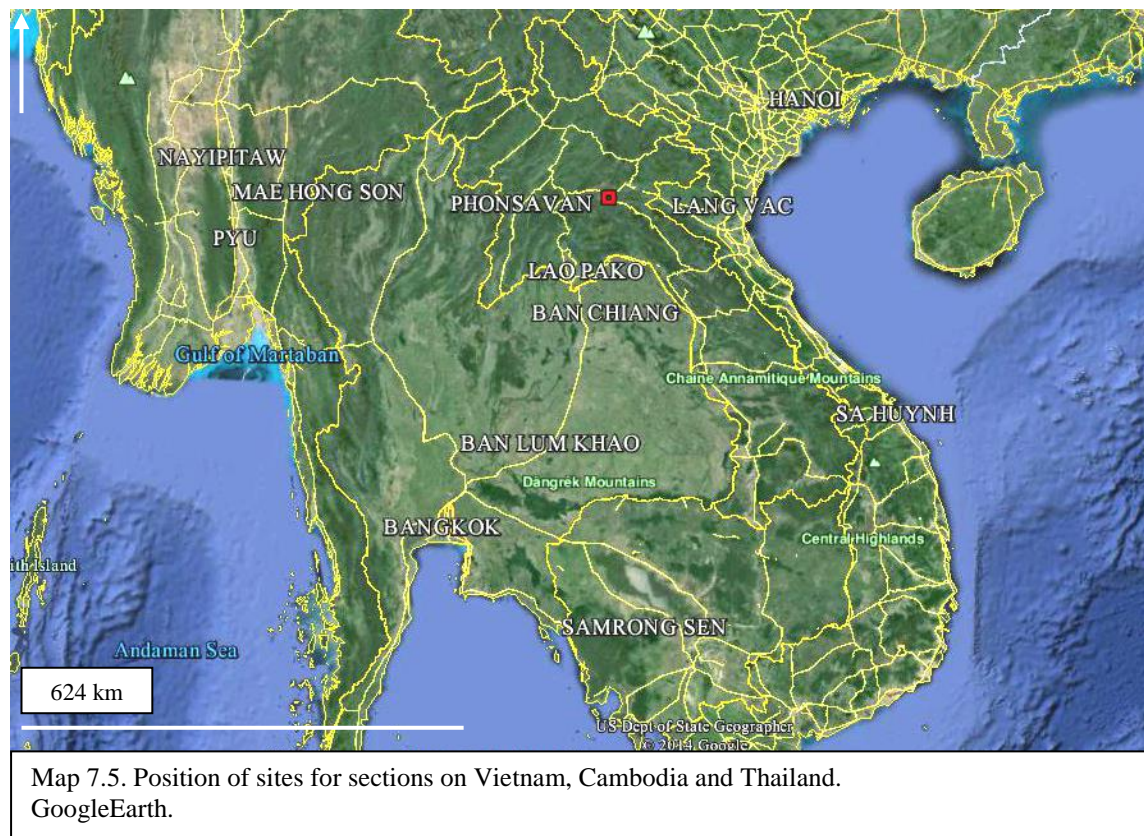 HANOI
NAYIPITAW
MAE HONG SON
PHONSAVAN
LANG VAC
PYU
LAO PAKO
BAN CHIANG
Gulf of Martaban
Chaine Annamitique Mountains
SA HUYNH
BAN LUM KHAO
Dângrêk Mountains
BANGKOK
Central Highlands
ith Island
SAMRONG SEN
Andaman Sea
624 km
US Dept of State Geographer
© 2014 Google
Map 7.5. Position of sites for sections on Vietnam, Cambodia and Thailand.
GoogleEarth.